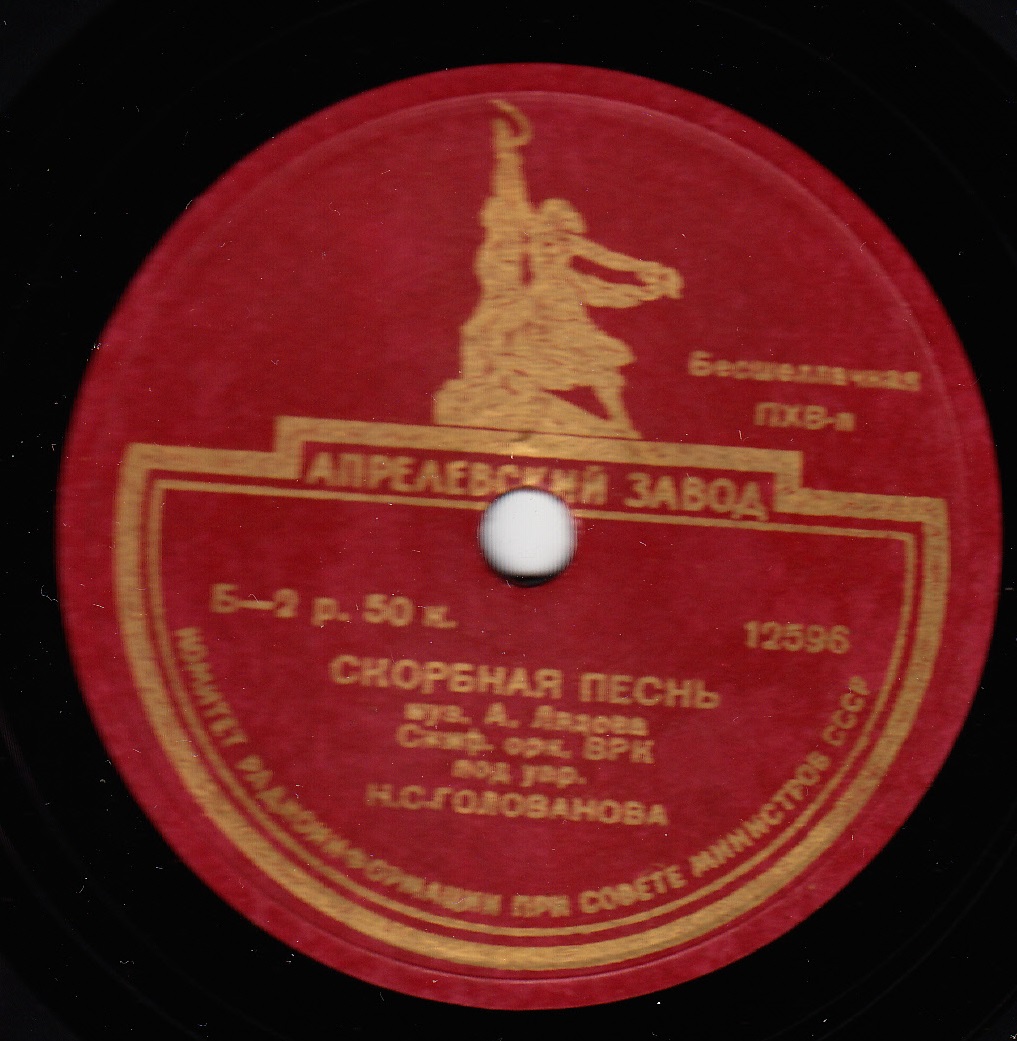 Бесшеллачная
ПХВ-я
АПРЕЛЕВСКИЙ ЗАВОД
Б—2 р. 50 к.
12596
СКОРБНАЯ ПЕСНЬ
муз. А. Лядова
Симф. орк. ВРК
под упр.
Н.С.ГОЛОВАНОВА
КОМИТЕТ РАДИОИНФОРМАЦИИ ПРИ СОВЕТЕ МИНИСТРОВ СССР